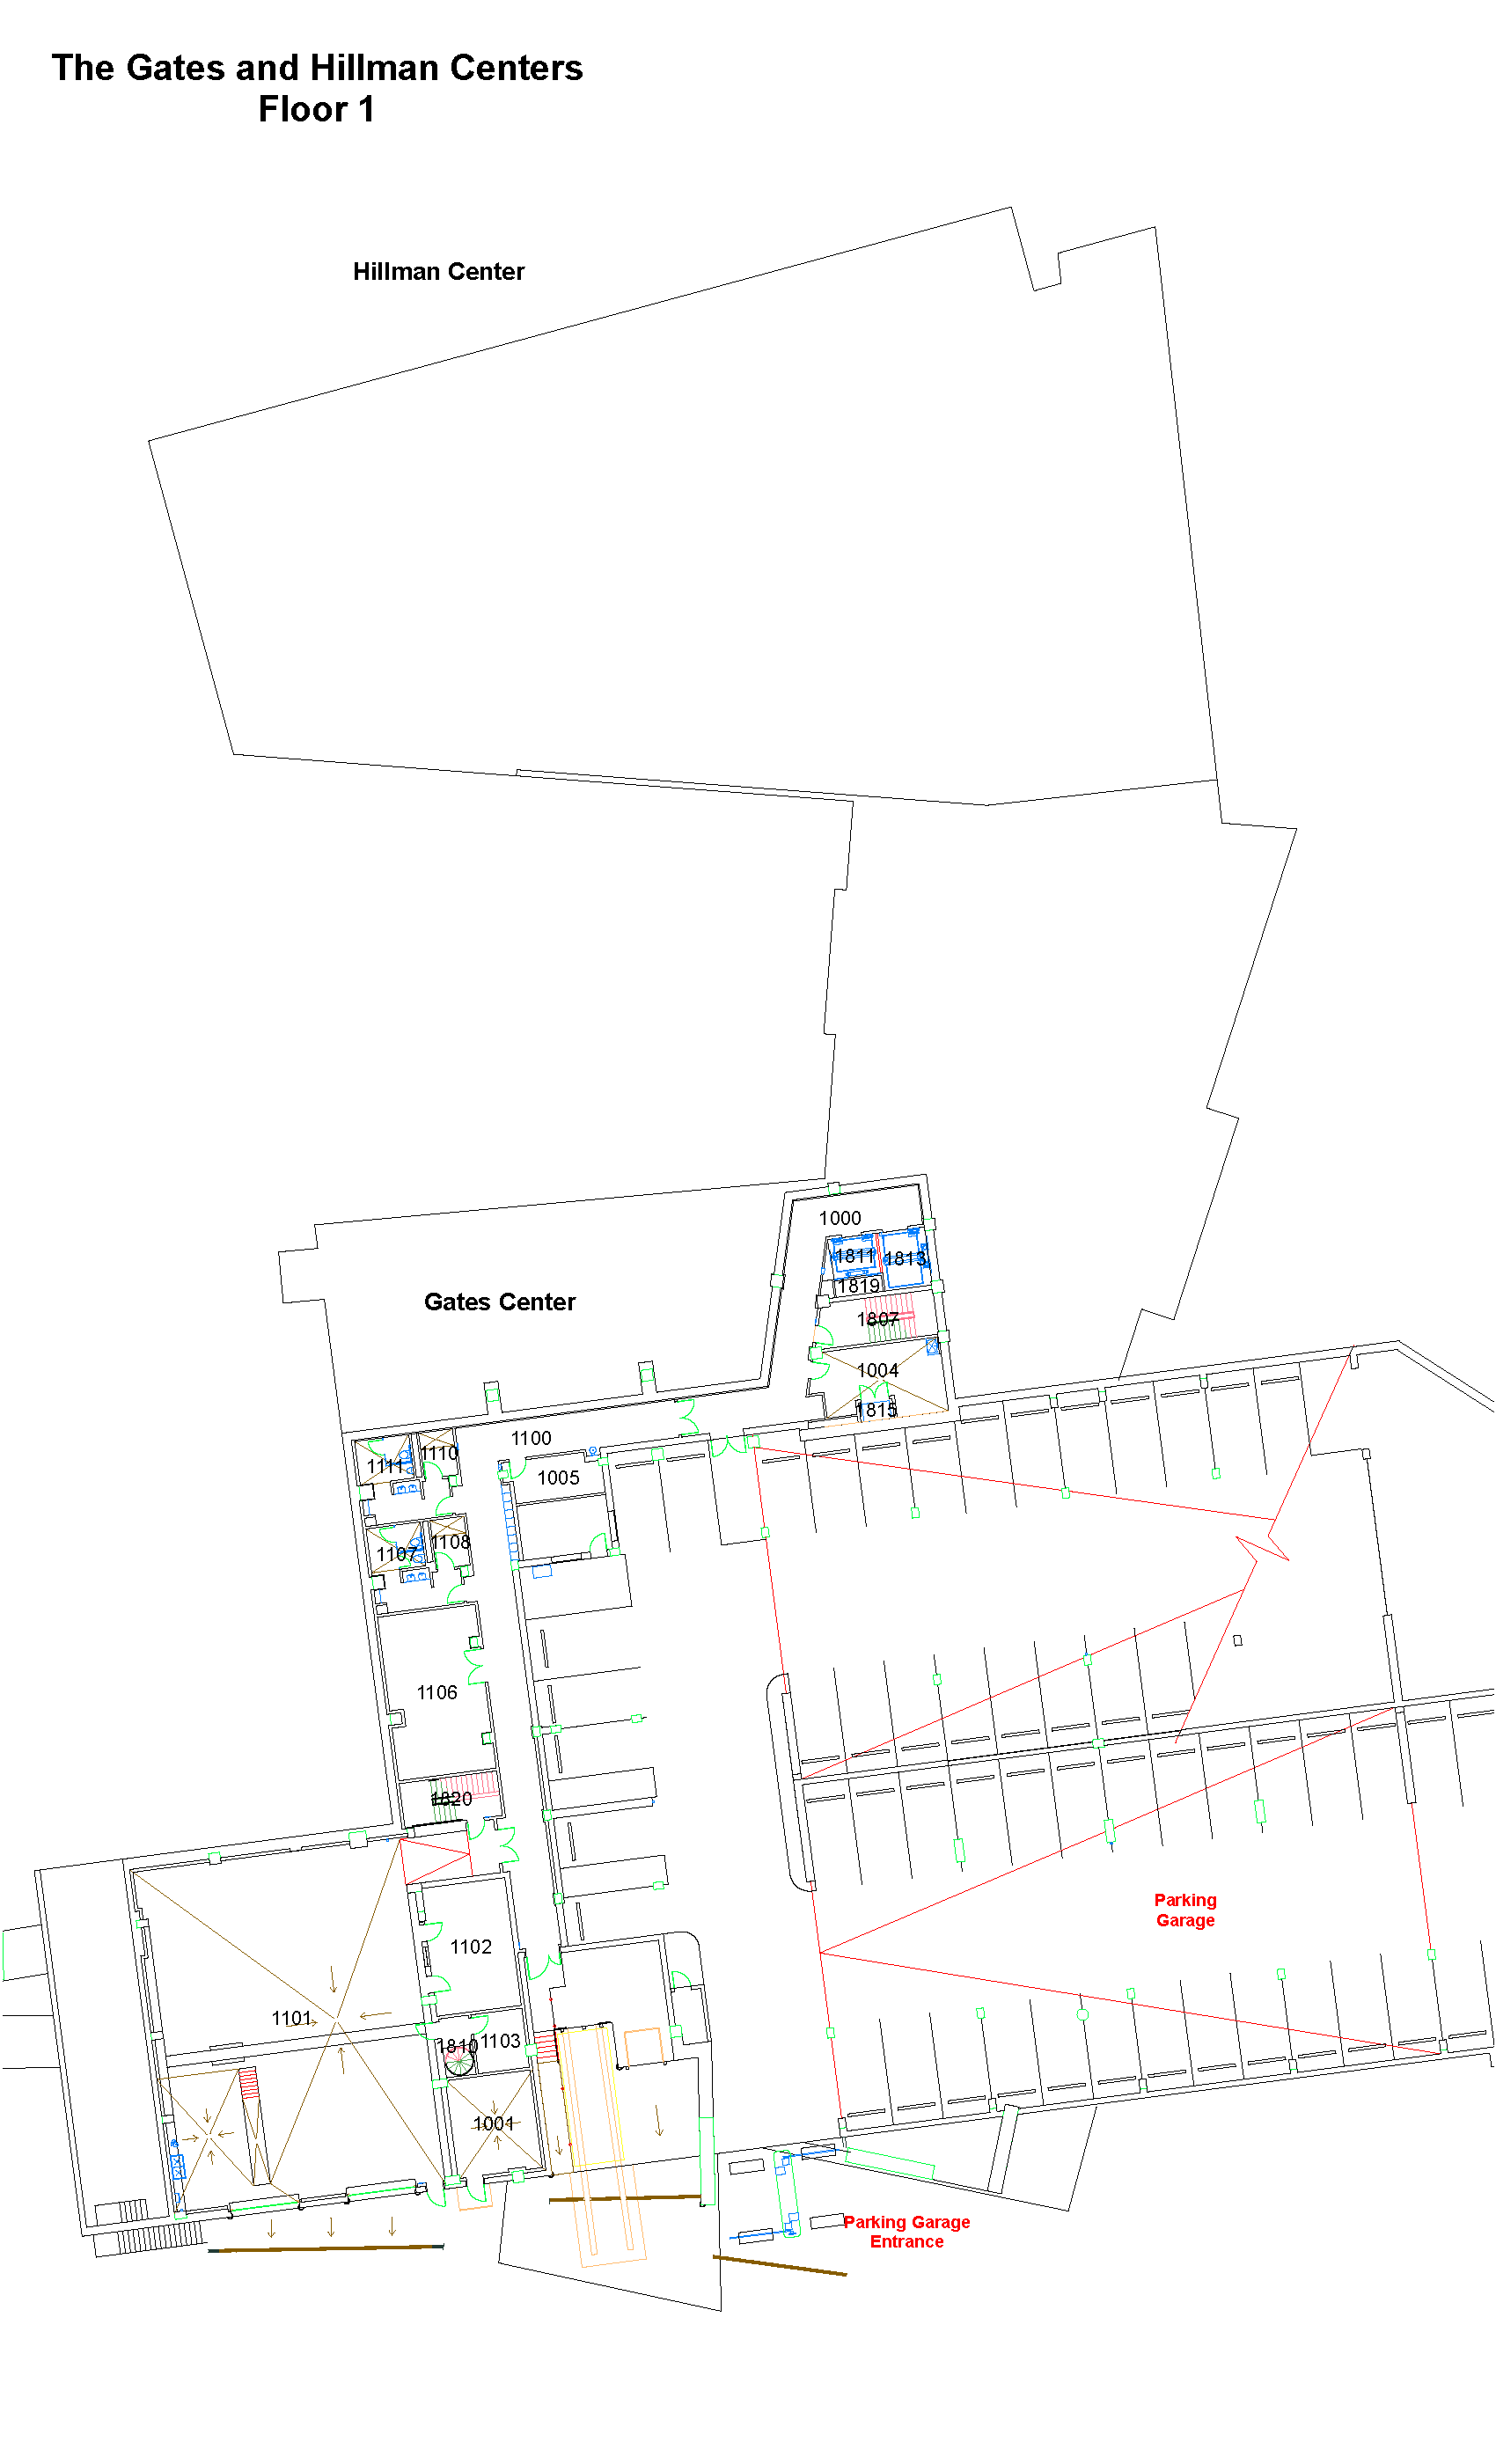 The Gates and Hillman Centers
Floor 1
Hillman Center
1000
1811
1813
1819
Gates Center
1807
1004
1815
1100
1110
1111
1005
1108
1107
1106
1820
Parking
Garage
1102
1101
1810
1103
1001
Parking Garage
Entrance